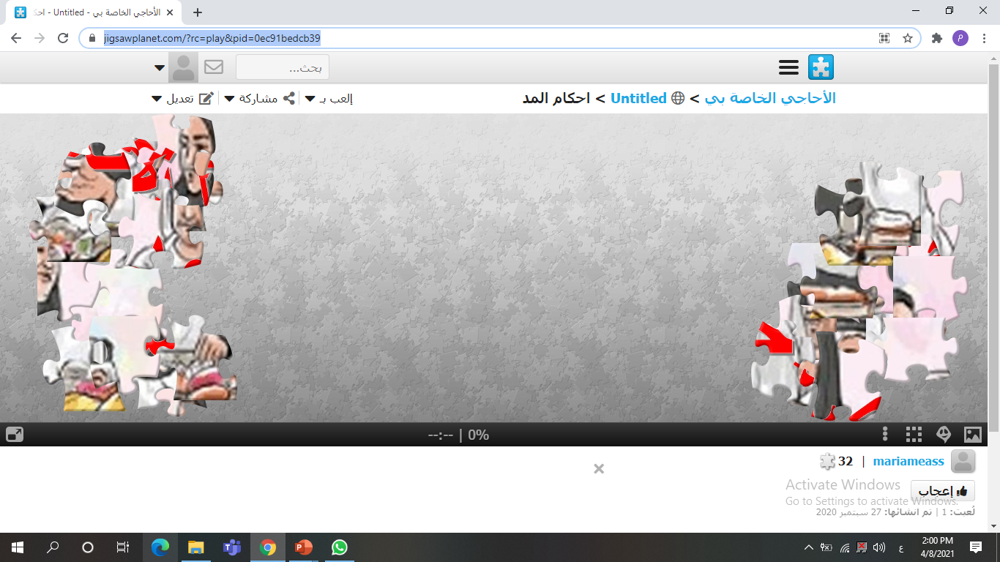 الأحاجي الخاصة بي - Untitled - احك
jigsawplanet.com/?rc=play&pid=0ec91bedcb39
P
بحث...
الأحاجي الخاصة بي > Untitled > احكام المد
إلعب بـ
مشاركة
تعديل
--:-- | 0%
mariameass | 32
إعجاب
Activate Windows
Go to Settings to activate Windows.
لُعبت: 1 | تم انشائها: 27 سبتمبر 2020
ع
2:00 PM
4/8/2021